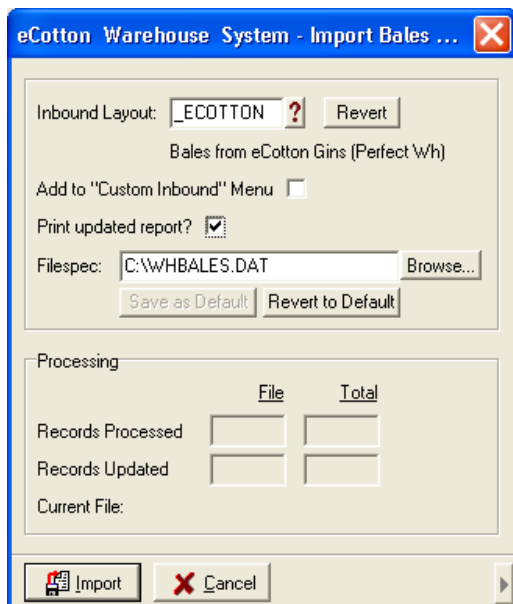 eCotton Warehouse System - Import Bales ...
Inbound Layout: _ECOTTON ? Revert
Bales from eCotton Gins (Perfect Wh)
Add to "Custom Inbound" Menu
Print updated report?
Filespec: C:\WHBALES.DAT Browse...
Save as Default Revert to Default
Processing
File Total
Records Processed
Records Updated
Current File:
Import Cancel